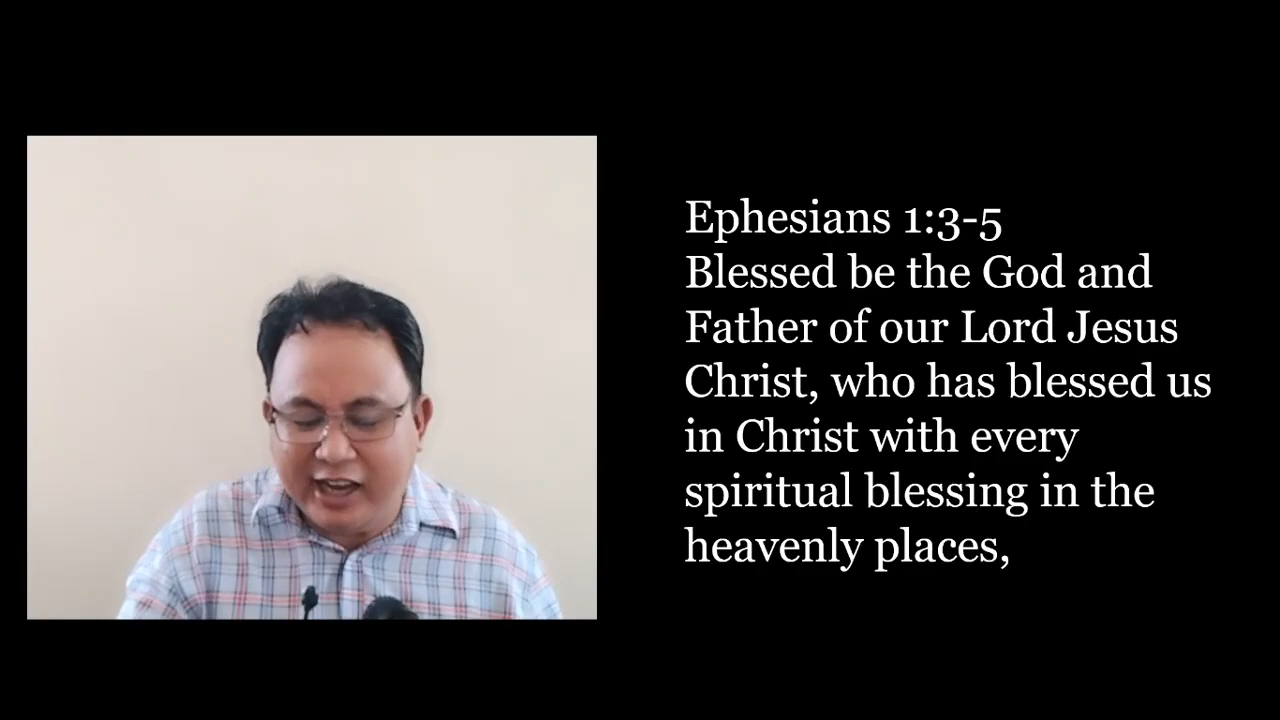 Ephesians 1:3-5
Blessed be the God and
Father of our Lord Jesus
Christ, who has blessed us
in Christ with every
spiritual blessing in the
heavenly places,